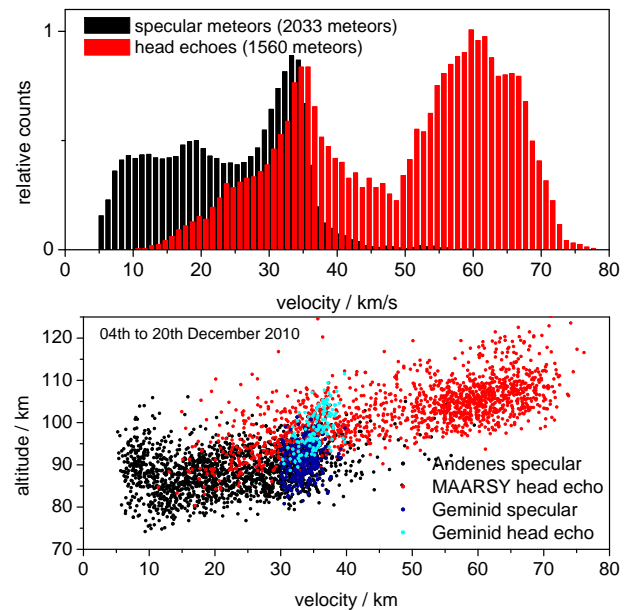 specular meteors (2033 meteors)
head echoes (1560 meteors)
1
0
relative counts
0 10 20 30 40 50 60 70 80
velocity / km/s
04th to 20th December 2010
120
110
100
90
80
70
altitude / km
Andenes specular
MAARSY head echo
Geminid specular
Geminid head echo
0 10 20 30 40 50 60 70 80
velocity / km